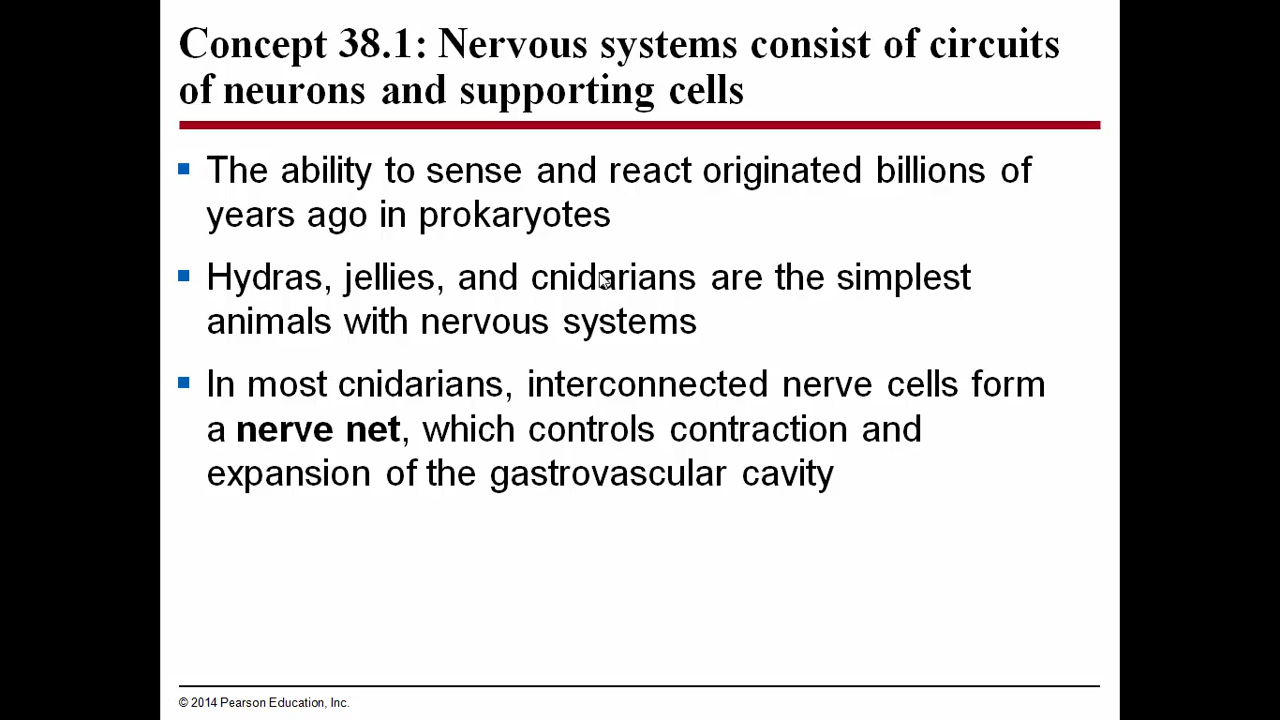 Concept 38.1: Nervous systems consist of circuits
of neurons and supporting cells
▪ The ability to sense and react originated billions of
years ago in prokaryotes
▪ Hydras, jellies, and cnidarians are the simplest
animals with nervous systems
▪ In most cnidarians, interconnected nerve cells form
a nerve net, which controls contraction and
expansion of the gastrovascular cavity
© 2014 Pearson Education, Inc.